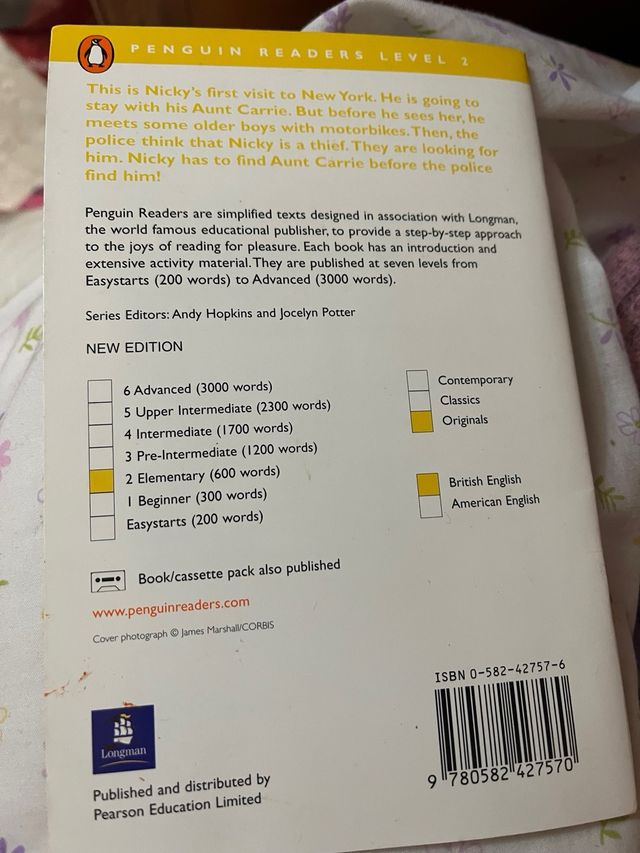 PENGUIN READERS LEVEL 2
This is Nicky's first visit to New York. He is going to
stay with his Aunt Carrie. But before he sees her, he
meets some older boys with motorbikes. Then, the
police think that Nicky is a thief. They are looking for
him. Nicky has to find Aunt Carrie before the police
find him!
Penguin Readers are simplified texts designed in association with Longman,
the world famous educational publisher, to provide a step-by-step approach
to the joys of reading for pleasure. Each book has an introduction and
extensive activity material. They are published at seven levels from
Easystarts (200 words) to Advanced (3000 words).
Series Editors: Andy Hopkins and Jocelyn Potter
NEW EDITION
6 Advanced (3000 words)
5 Upper Intermediate (2300 words)
4 Intermediate (1700 words)
3 Pre-Intermediate (1200 words)
2 Elementary (600 words)
1 Beginner (300 words)
Easystarts (200 words)
Contemporary
Classics
Originals
British English
American English
Book/cassette pack also published
www.penguinreaders.com
Cover photograph © James Marshall/CORBIS
Longman
Published and distributed by
Pearson Education Limited
ISBN 0-582-42757-6
9 780582 427570